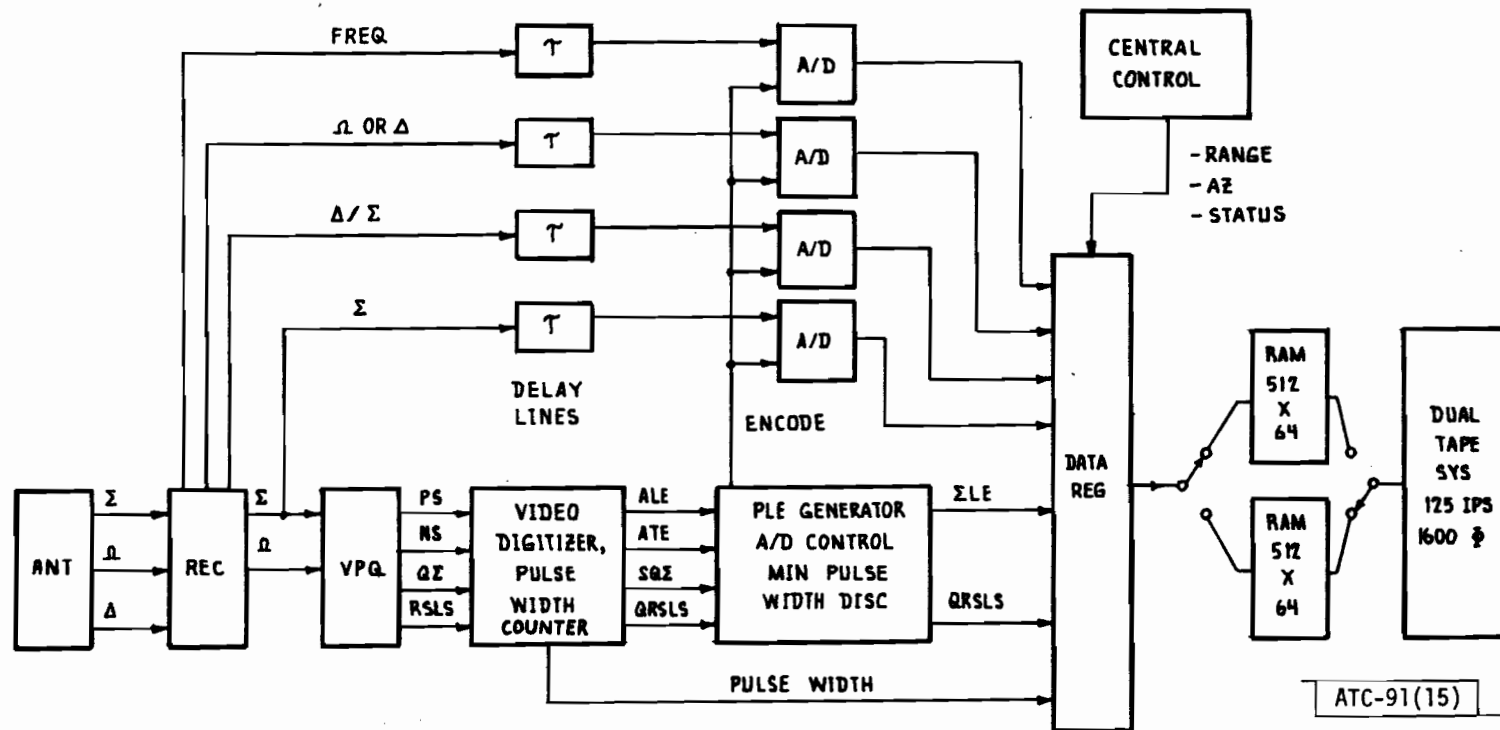 FREQ
τ
A/D
CENTRAL
CONTROL
Ω OR Δ
τ
A/D
- RANGE
- AZ
- STATUS
Δ/Σ
τ
A/D
Σ
τ
A/D
DELAY
LINES
ENCODE
RAM
512
X
64
DUAL
TAPE
SYS
125 IPS
1600 Φ
DATA
REG
ANT
Σ
Ω
Δ
REC
Σ
Ω
VPQ
PS
NS
QΣ
RSLS
VIDEO
DIGITIZER,
PULSE
WIDTH
COUNTER
ALE
ATE
SQΣ
QRSLS
PLE GENERATOR
A/D CONTROL
MIN PULSE
WIDTH DISC
ΣLE
QRSLS
RAM
512
X
64
PULSE WIDTH
ATC-91(15)